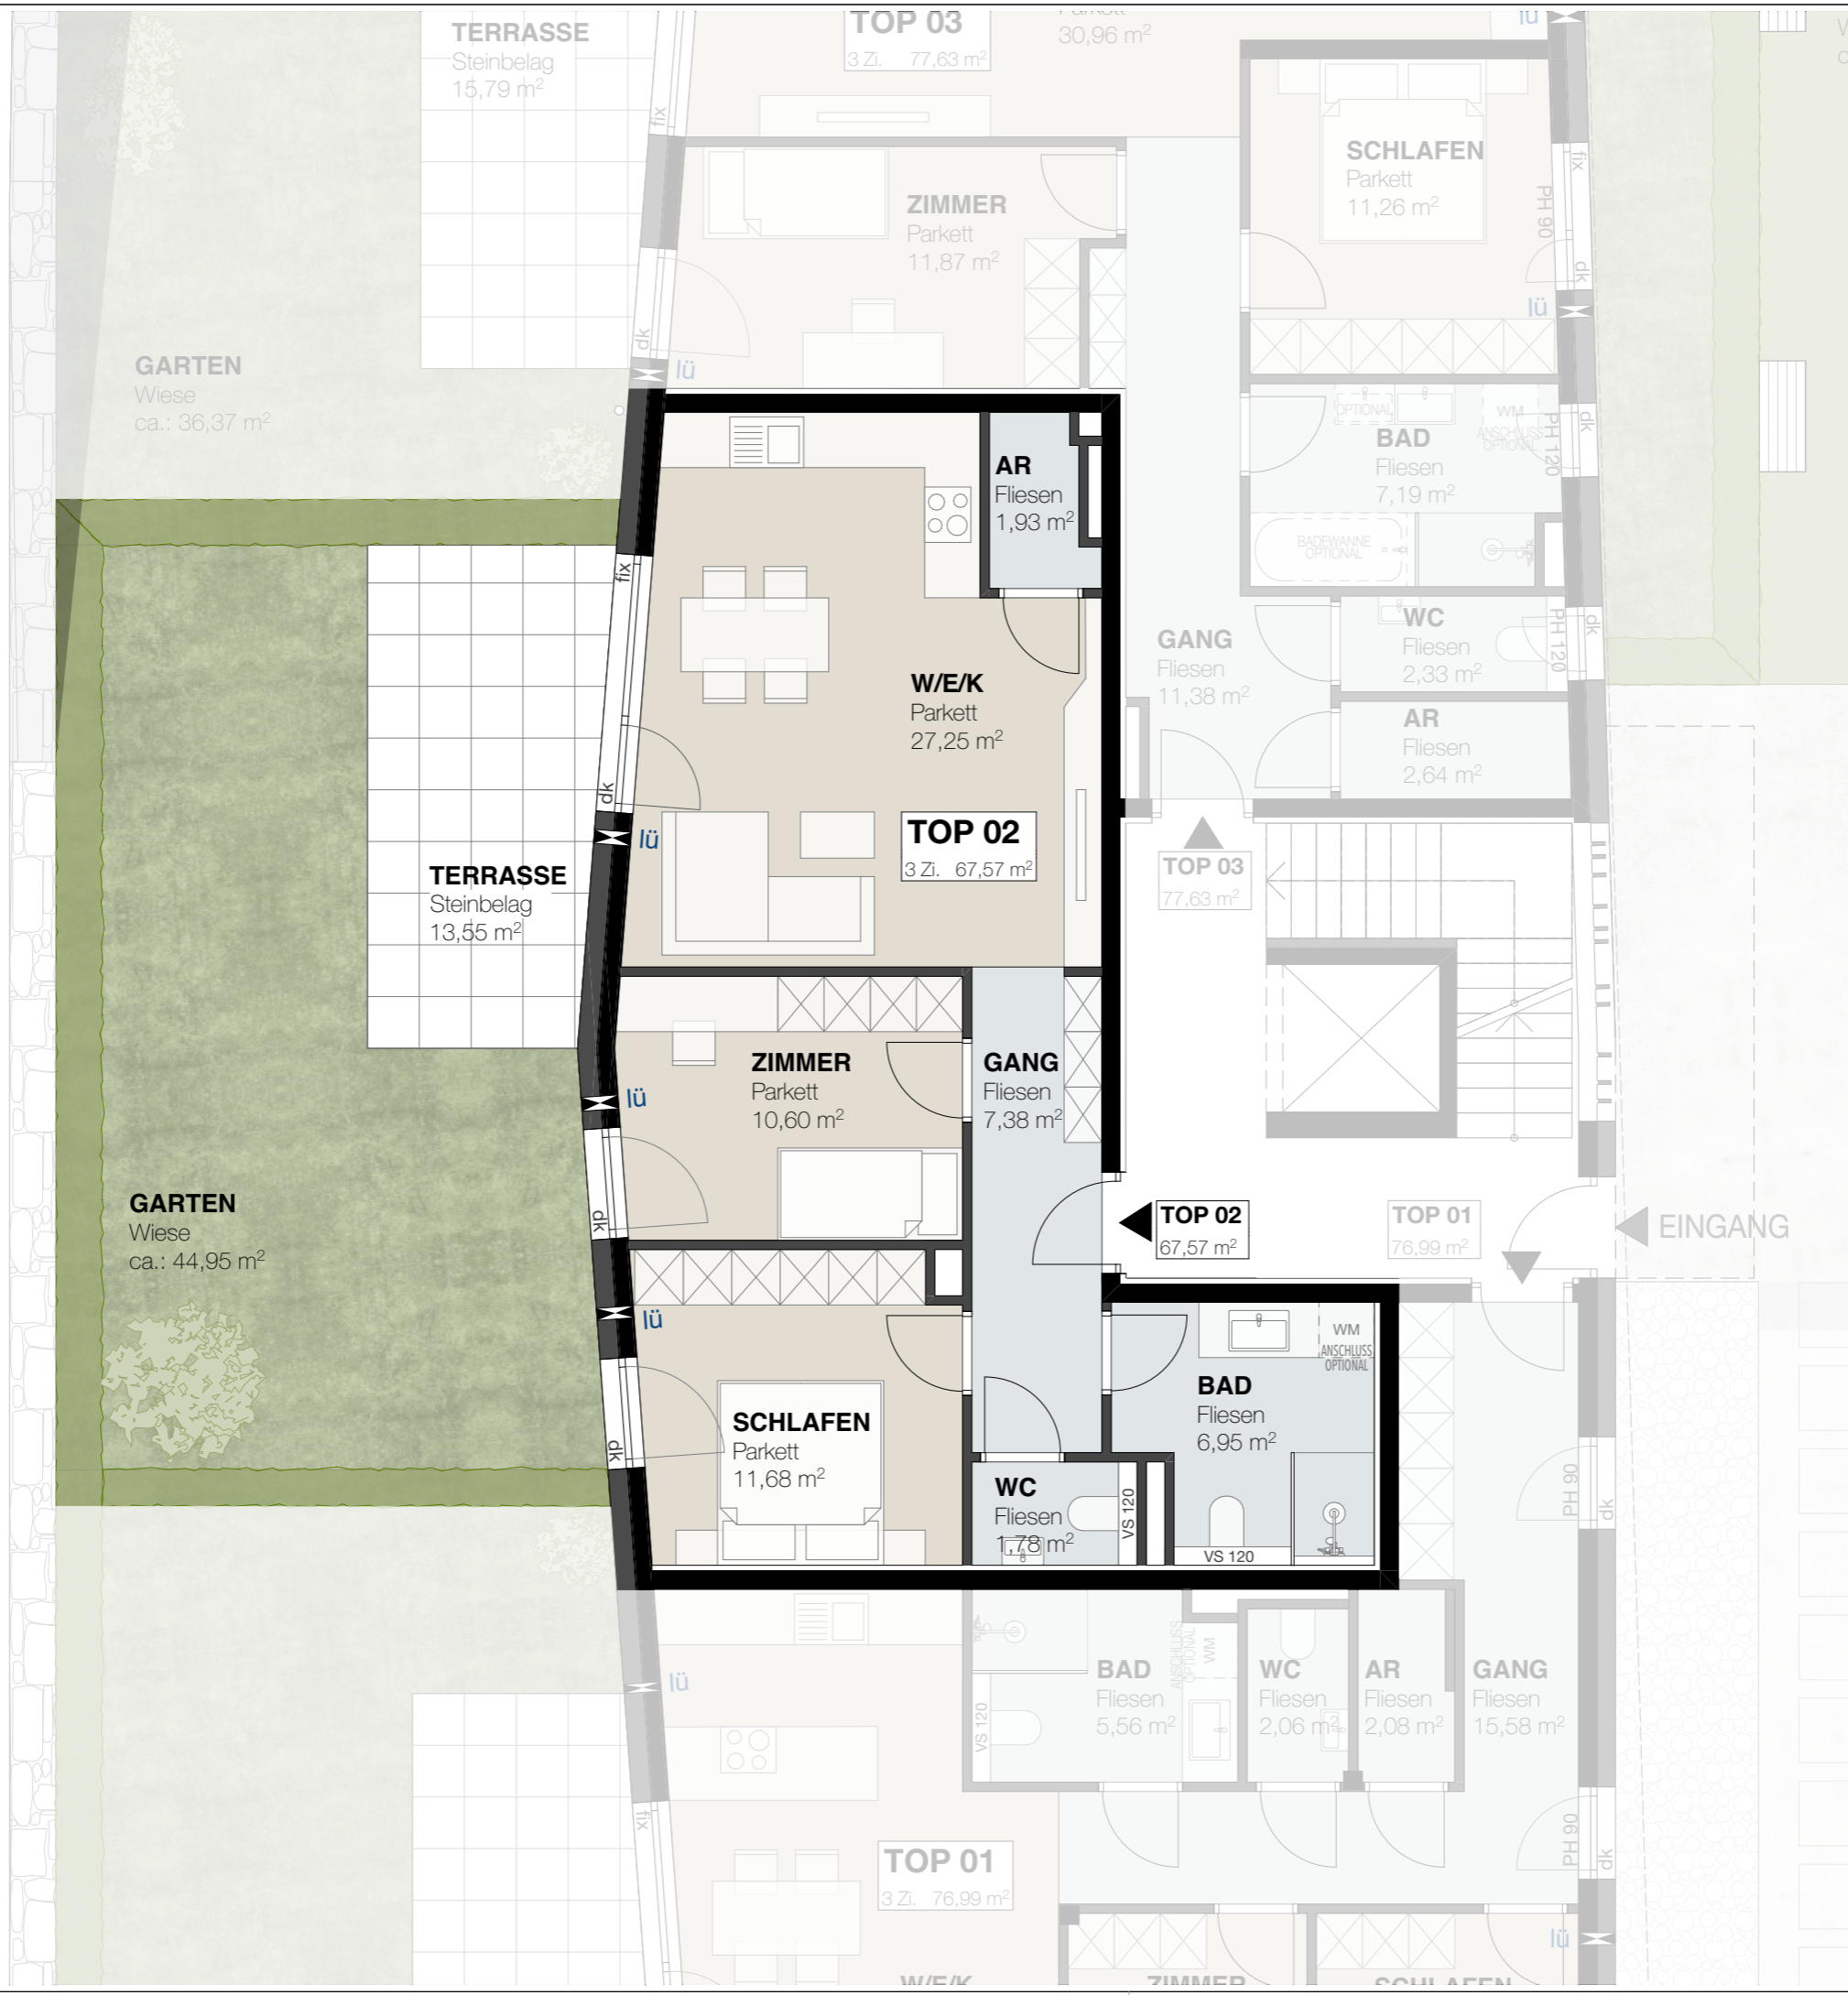 TERRASSE
Steinbelag
15,79 m²
TOP 03
3 Zi. 77,63 m²
30,96 m²
lü
fix
SCHLAFEN
Parkett
11,26 m²
fix
PH 90
dk
lü
ZIMMER
Parkett
11,87 m²
dk
lü
GARTEN
Wiese
ca.: 36,37 m²
OPTIONAL
WM
ANSCHLUSS
OPTIONAL
BAD
Fliesen
7,19 m²
dk
PH 120
BADEWANNE
OPTIONAL
AR
Fliesen
1,93 m²
fix
WC
Fliesen
2,33 m²
dk
PH 120
GANG
Fliesen
11,38 m²
AR
Fliesen
2,64 m²
W/E/K
Parkett
27,25 m²
dk
lü
TOP 02
3 Zi. 67,57 m²
TOP 03
77,63 m²
TERRASSE
Steinbelag
13,55 m²
ZIMMER
Parkett
10,60 m²
lü
GANG
Fliesen
7,38 m²
GARTEN
Wiese
ca.: 44,95 m²
dk
TOP 02
67,57 m²
TOP 01
76,99 m²
EINGANG
lü
WM
ANSCHLUSS
OPTIONAL
BAD
Fliesen
6,95 m²
SCHLAFEN
Parkett
11,68 m²
dk
WC
Fliesen
1,78 m²
VS 120
VS 120
PH 90
dk
lü
BAD
Fliesen
5,56 m²
ANSCHLUSS
OPTIONAL
WM
VS 120
WC
Fliesen
2,06 m²
AR
Fliesen
2,08 m²
GANG
Fliesen
15,58 m²
fix
TOP 01
3 Zi. 76,99 m²
PH 90
dk
lü
W/E/K
ZIMMER
SCHLAFEN